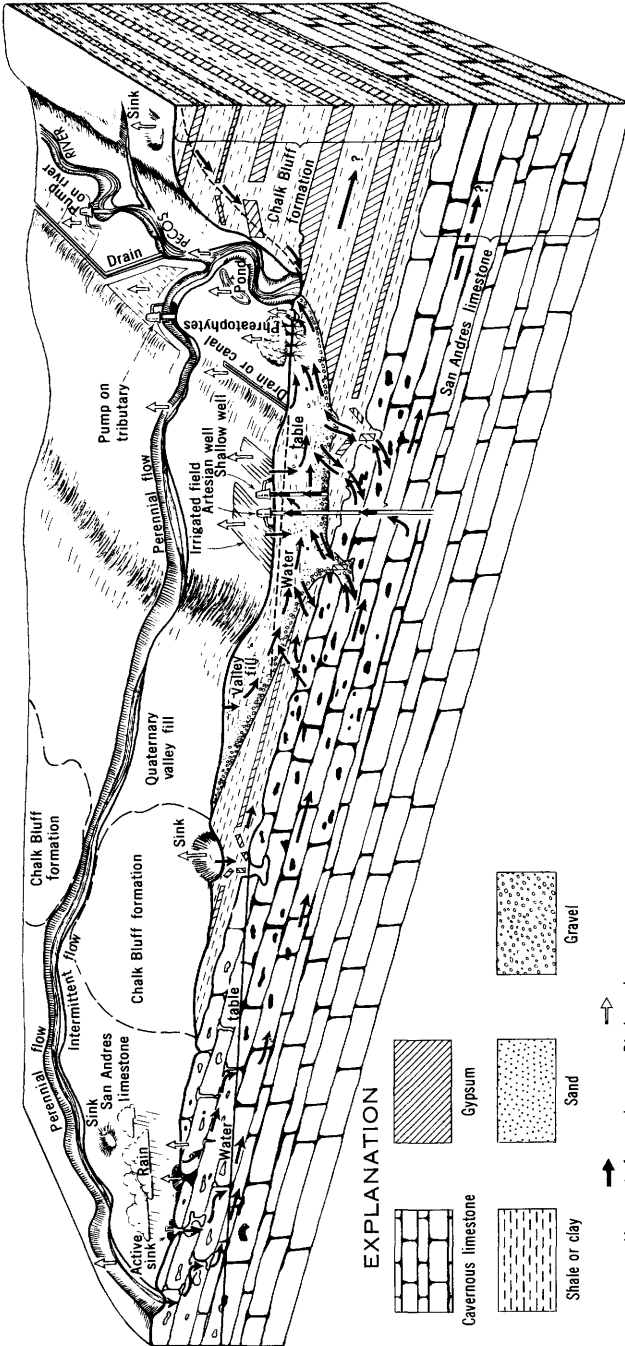 Perennial flow
Intermittent flow
Sink
San Andres
limestone
Rain
Active
sink
Chalk Bluff
formation
Chalk Bluff formation
Quaternary
valley fill
Sink
Perennial flow
Pump on
tributary
Irrigated field
Artesian well
Shallow well
Drain or canal
Drain
Phreatophytes
Pond
PECOS
RIVER
Pump
on river
Sink
Water
table
Valley
fill
Water
table
Chalk Bluff
formation
?
San Andres limestone
?
EXPLANATION
Cavernous limestone
Gypsum
Gravel
Shale or clay
Sand